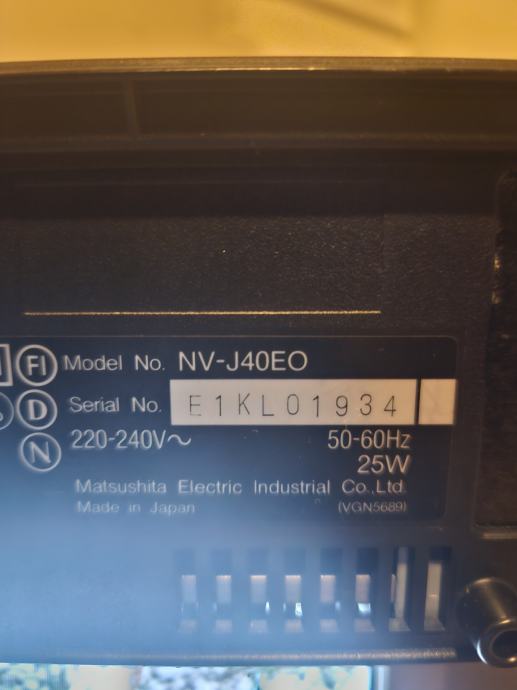 FI Model No. NV-J40EO
D Serial No. E1KL01934
N 220-240V~ 50-60Hz
25W
Matsushita Electric Industrial Co.,Ltd.
Made in Japan (VGN5689)